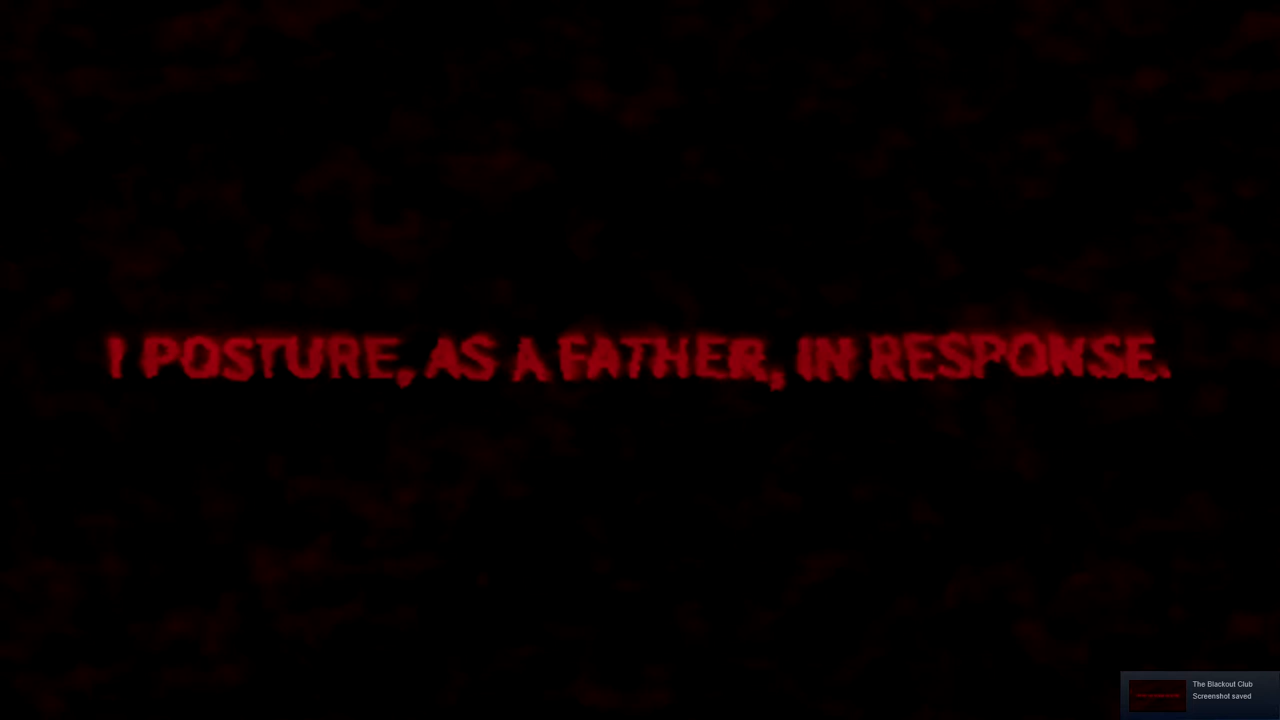 I POSTURE, AS A FATHER, IN RESPONSE.
The Blackout Club
Screenshot saved